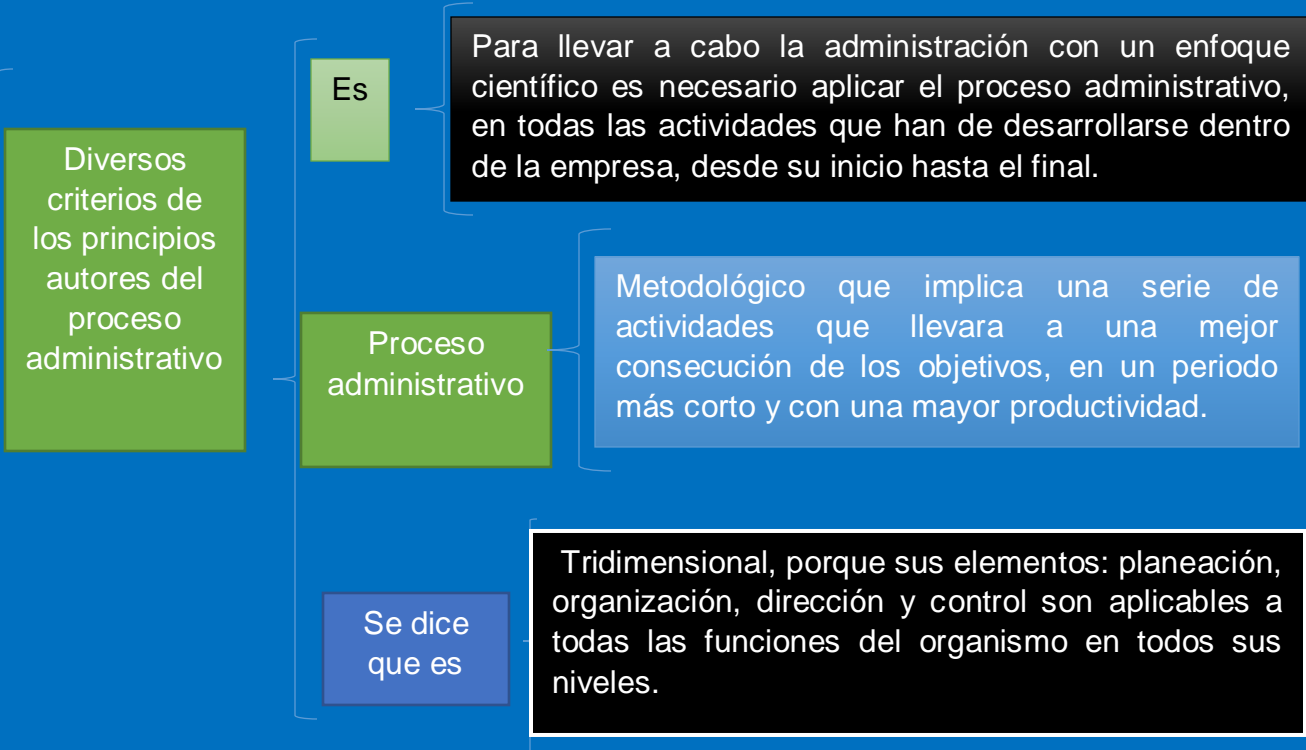 Diversos
criterios de
los principios
autores del
proceso
administrativo
Es
Para llevar a cabo la administración con un enfoque
científico es necesario aplicar el proceso administrativo,
en todas las actividades que han de desarrollarse dentro
de la empresa, desde su inicio hasta el final.
Proceso
administrativo
Metodológico que implica una serie de
actividades que llevara a una mejor
consecución de los objetivos, en un periodo
más corto y con una mayor productividad.
Se dice
que es
Tridimensional, porque sus elementos: planeación,
organización, dirección y control son aplicables a
todas las funciones del organismo en todos sus
niveles.